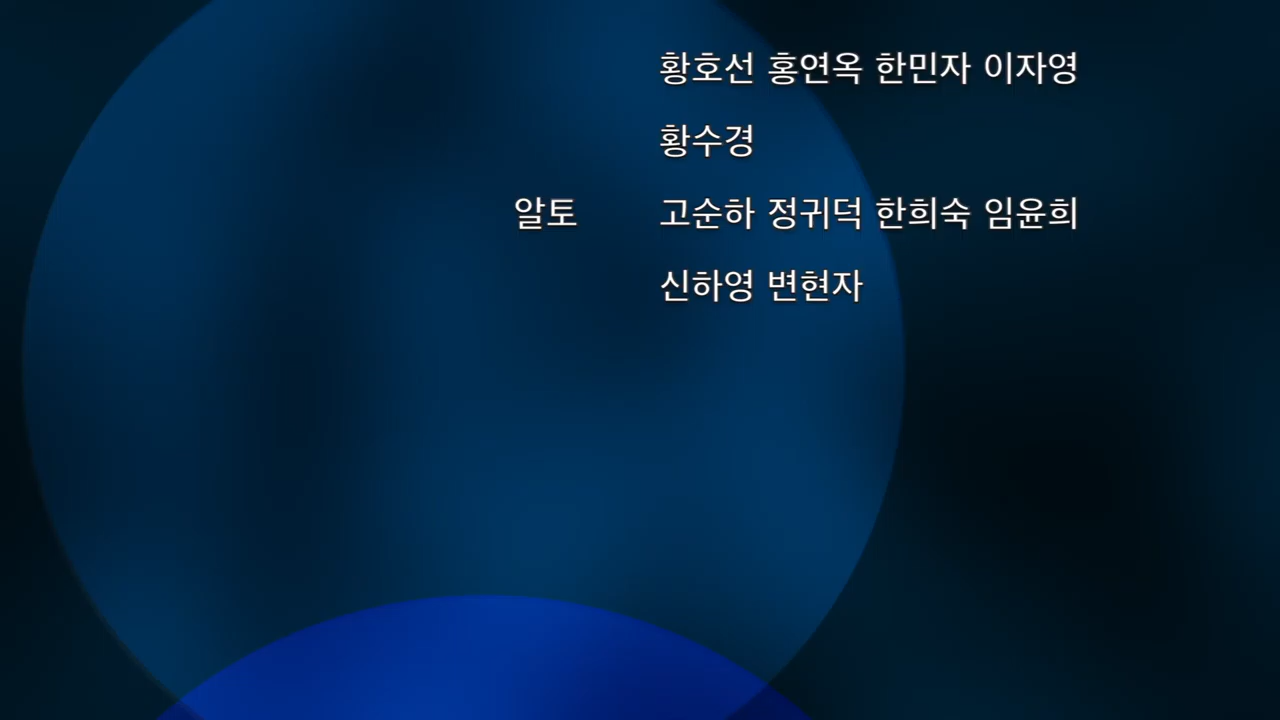 황호선 홍연옥 한민자 이자영
황수경
알토 고순하 정귀덕 한희숙 임윤희
신하영 변현자